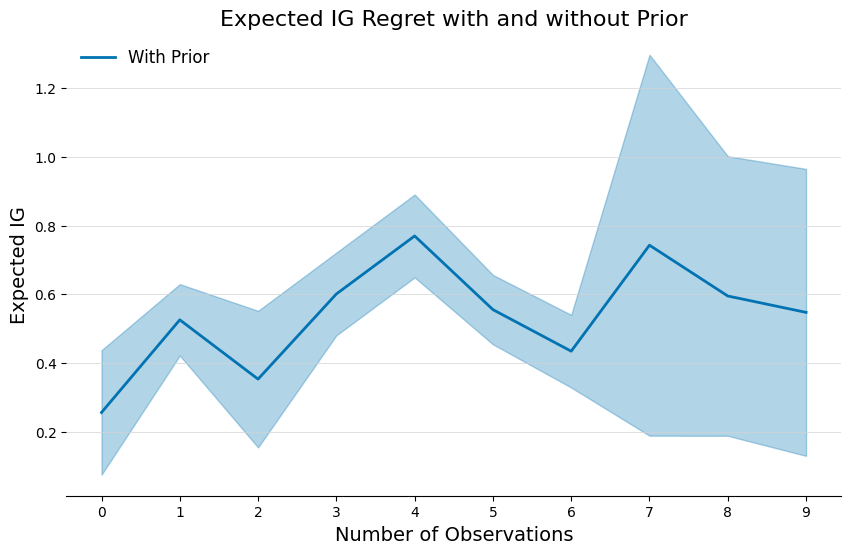 Expected IG Regret with and without Prior
With Prior
Expected IG
1.2
1.0
0.8
0.6
0.4
0.2
0 1 2 3 4 5 6 7 8 9
Number of Observations